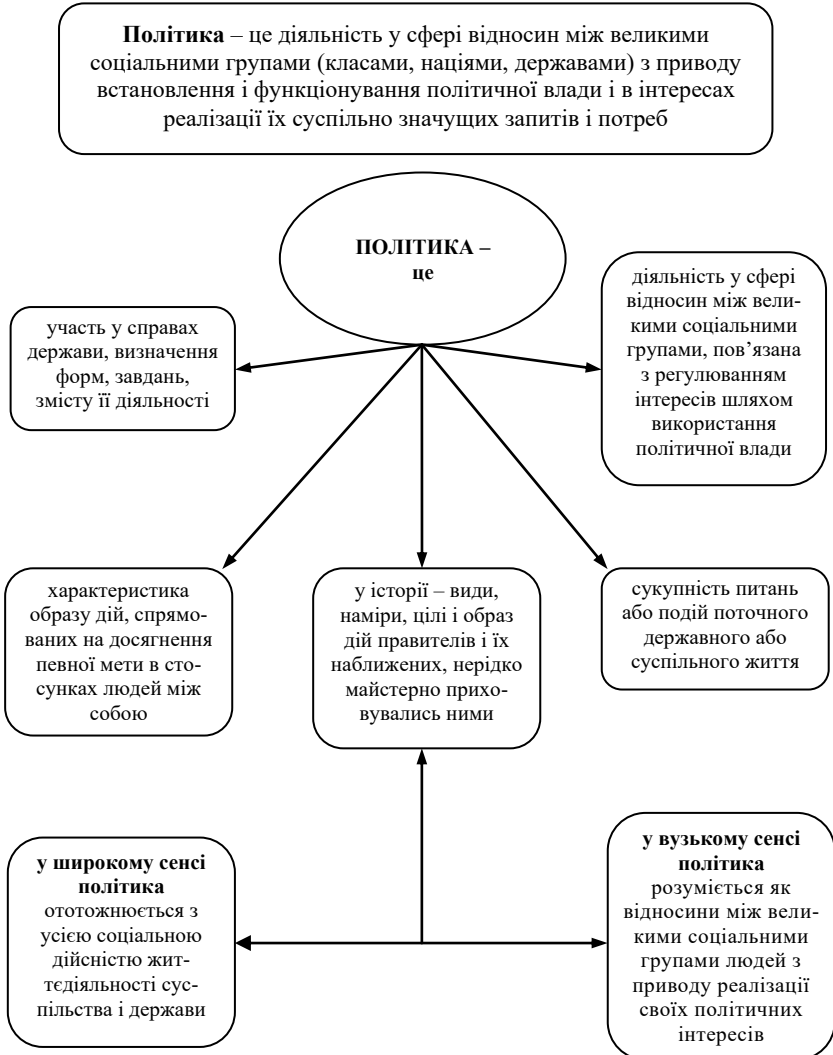 Політика – це діяльність у сфері відносин між великими
соціальними групами (класами, націями, державами) з приводу
встановлення і функціонування політичної влади і в інтересах
реалізації їх суспільно значущих запитів і потреб
ПОЛІТИКА –
це
участь у справах
держави, визначення
форм, завдань,
змісту її діяльності
діяльність у сфері
відносин між вели-
кими соціальними
групами, пов’язана
з регулюванням
інтересів шляхом
використання
політичної влади
характеристика
образу дій, спрямо-
ваних на досягнення
певної мети в сто-
сунках людей між
собою
у історії – види,
наміри, цілі і образ
дій правителів і їх
наближених, нерідко
майстерно прихо-
вувались ними
сукупність питань
або подій поточного
державного або
суспільного життя
у широкому сенсі
політика
ототожнюється з
усією соціальною
дійсністю жит-
тєдіяльності сус-
пільства і держави
у вузькому сенсі
політика
розуміється як
відносини між вели-
кими соціальними
групами людей з
приводу реалізації
своїх політичних
інтересів